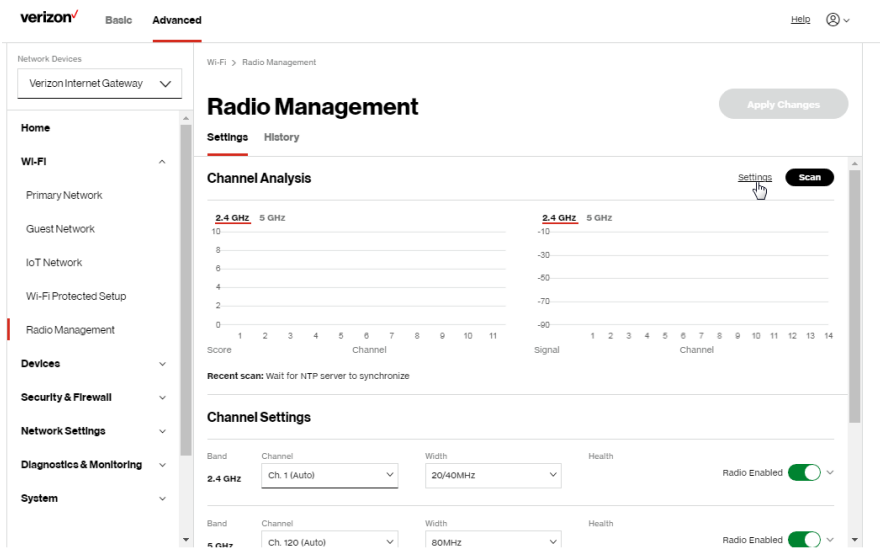 verizon Basic Advanced Help
Network Devices
Verizon Internet Gateway
Home
Wi-Fi
Primary Network
Guest Network
IoT Network
Wi-Fi Protected Setup
Radio Management
Devices
Security & Firewall
Network Settings
Diagnostics & Monitoring
System
Wi-Fi > Radio Management
Radio Management
Apply Changes
Settings History
Channel Analysis
Settings Scan
2.4 GHz 5 GHz
10
8
6
4
2
0
1 2 3 4 5 6 7 8 9 10 11
Score Channel
2.4 GHz 5 GHz
-10
-30
-50
-70
-90
1 2 3 4 5 6 7 8 9 10 11 12 13 14
Signal Channel
Recent scan: Wait for NTP server to synchronize
Channel Settings
Band Channel Width Health
2.4 GHz Ch. 1 (Auto) 20/40MHz Radio Enabled
Band Channel Width Health
5 GHz Ch. 120 (Auto) 80MHz Radio Enabled